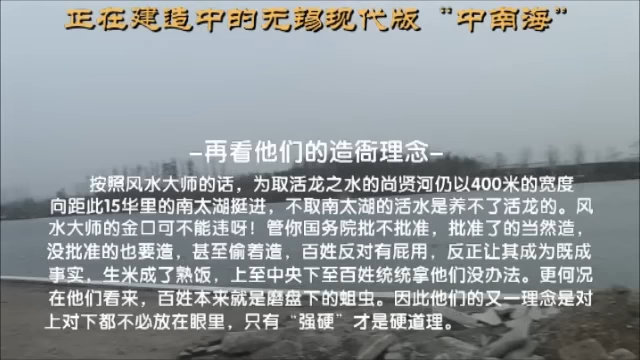 正在建造中的无锡现代版“中南海”
-再看他们的造衙理念-
按照风水大师的话，为取活龙之水的尚贤河仍以400米的宽度
向距此15华里的南太湖挺进，不取南太湖的活水是养不了活龙的。风
水大师的金口可不能违呀！管你国务院批不批准，批准了的当然造，
没批准的也要造，甚至偷着造，百姓反对有屁用，反正让其成为既成
事实，生米成了熟饭，上至中央下至百姓统统拿他们没办法。更何况
在他们看来，百姓本来就是磨盘下的蛆虫。因此他们的又一理念是对
上对下都不必放在眼里，只有“强硬”才是硬道理。